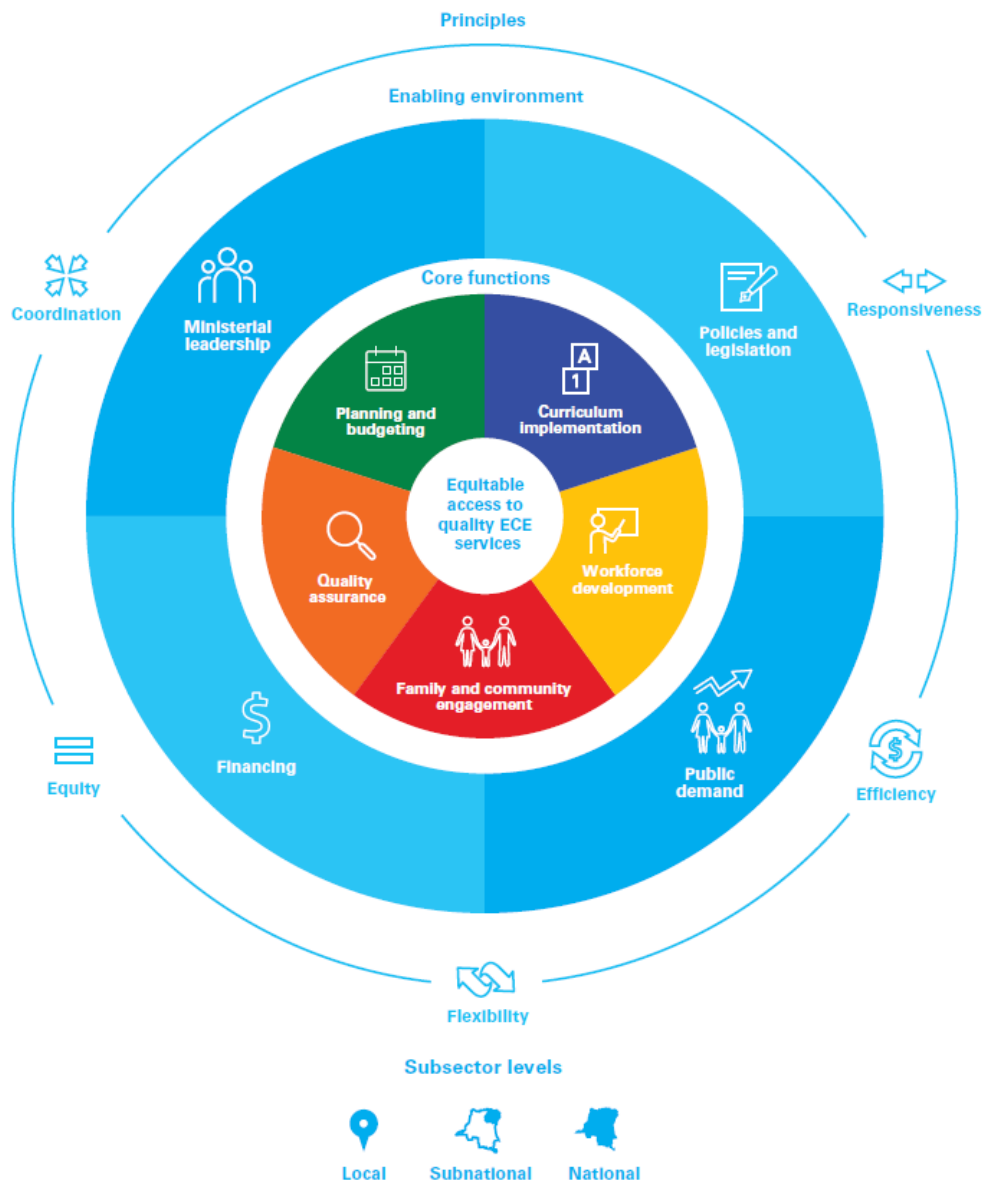 Principles
Enabling environment
Coordination
Ministerial
leadership
Core functions
Policies and
legislation
Responsiveness
Planning and
budgeting
A
1
Curriculum
implementation
Equitable
access to
quality ECE
services
Quality
assurance
Workforce
development
Family and community
engagement
$
Financing
Public
demand
Equity
$
Efficiency
Flexibility
Subsector levels
Local
Subnational
National